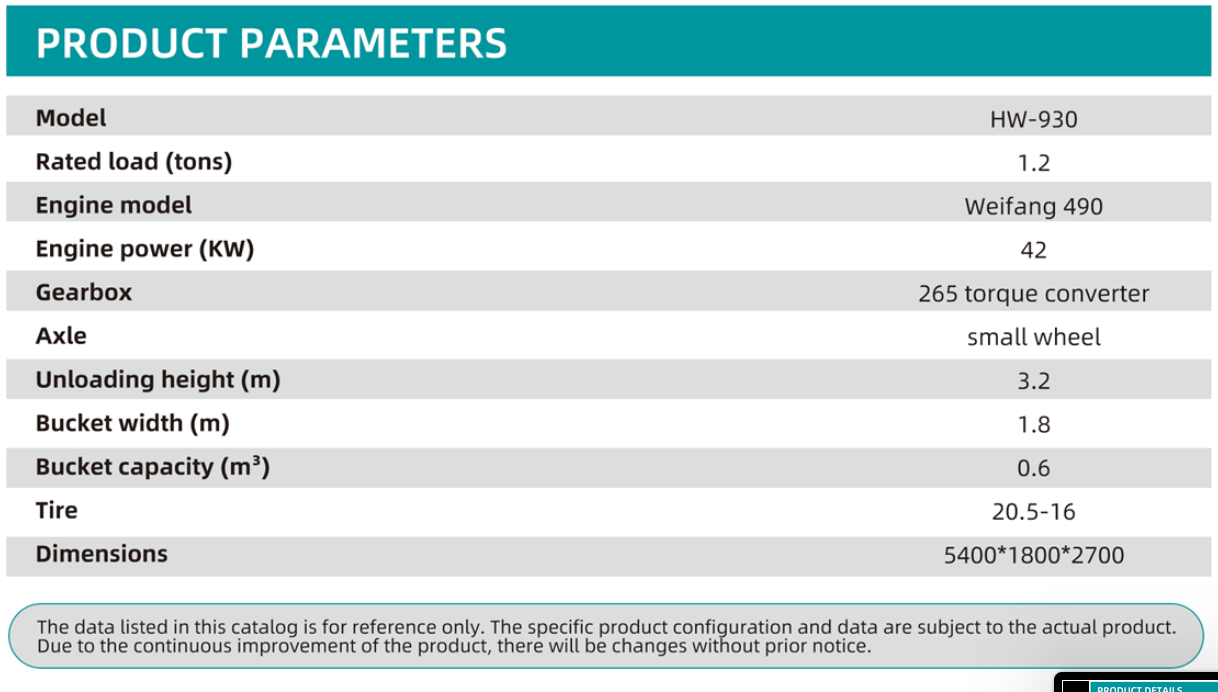 PRODUCT PARAMETERS
Model HW-930
Rated load (tons) 1.2
Engine model Weifang 490
Engine power (KW) 42
Gearbox 265 torque converter
Axle small wheel
Unloading height (m) 3.2
Bucket width (m) 1.8
Bucket capacity (m³) 0.6
Tire 20.5-16
Dimensions 5400*1800*2700
The data listed in this catalog is for reference only. The specific product configuration and data are subject to the actual product.
Due to the continuous improvement of the product, there will be changes without prior notice.
PRODUCT DETAILS